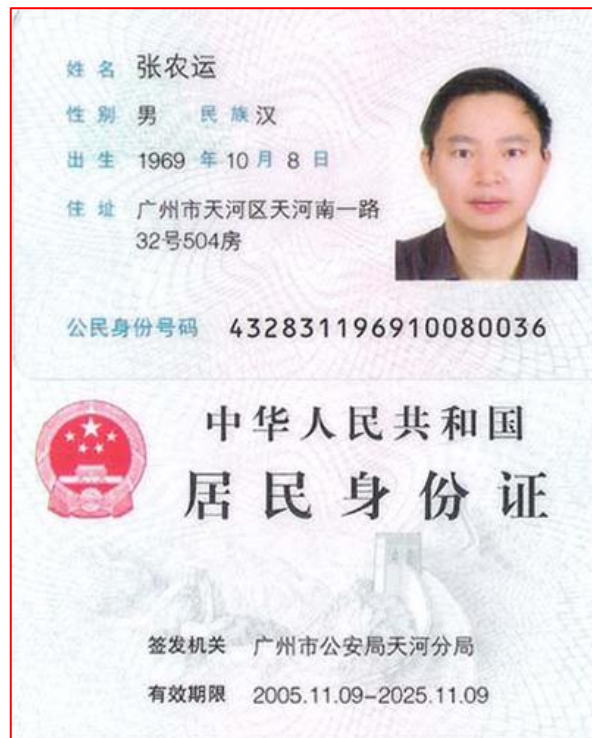 姓名 张农运
性别 男 民族 汉
出生 1969 年 10 月 8 日
住址 广州市天河区天河南一路
32号504房
公民身份号码 432831196910080036
中华人民共和国
居民身份证
签发机关 广州市公安局天河分局
有效期限 2005.11.09-2025.11.09